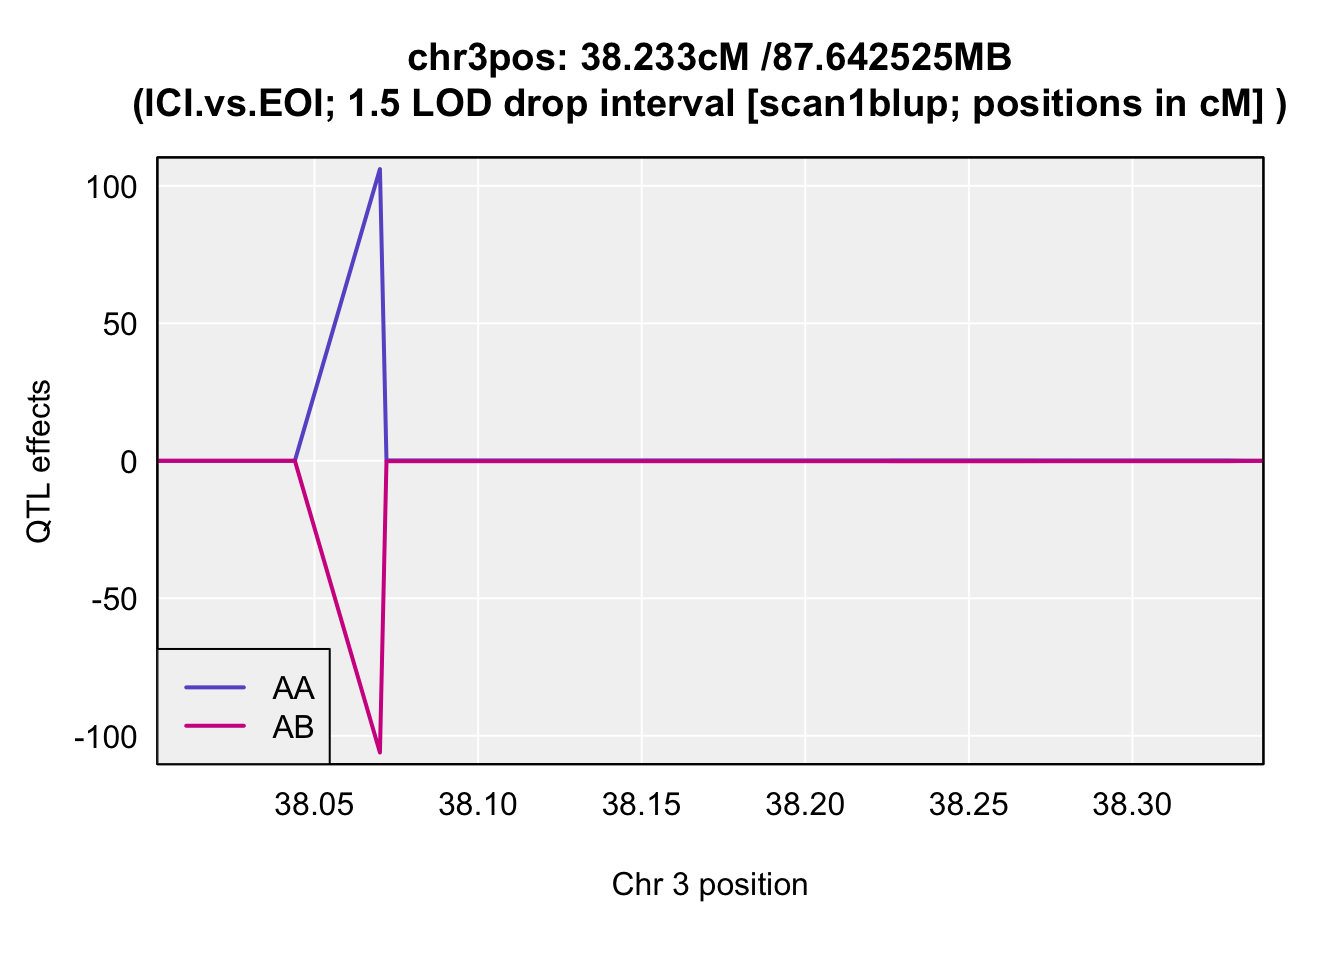 chr3pos: 38.233cM /87.642525MB
(ICI.vs.EOI; 1.5 LOD drop interval [scan1blup; positions in cM] )
100
50
0
-50
-100
QTL effects
AA
AB
38.05 38.10 38.15 38.20 38.25 38.30
Chr 3 position